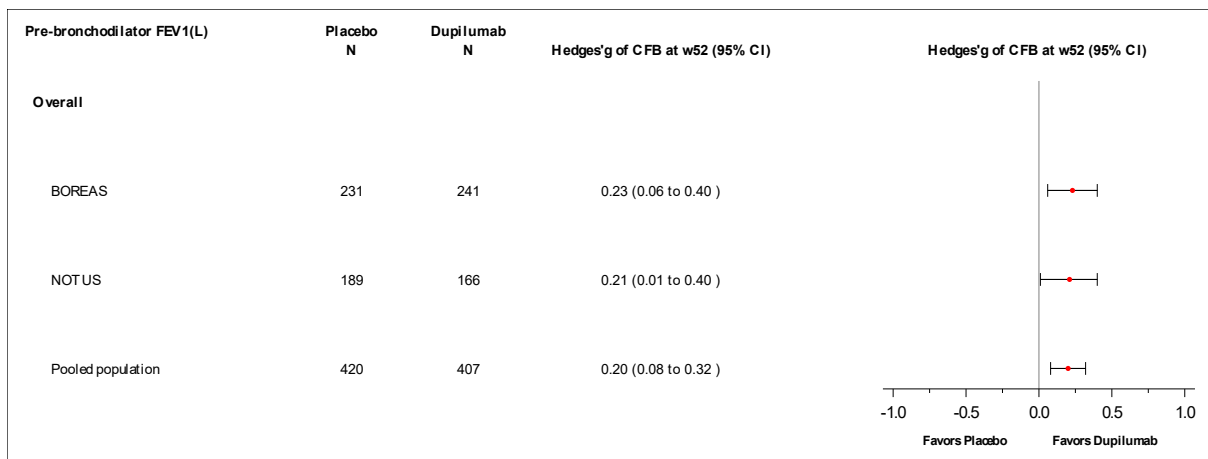 Pre-bronchodilator FEV1(L) Placebo Dupilumab
N N Hedges'g of CFB at w52 (95% CI) Hedges'g of CFB at w52 (95% CI)
Overall
BOREAS 231 241 0.23 (0.06 to 0.40 )
NOTUS 189 166 0.21 (0.01 to 0.40 )
Pooled population 420 407 0.20 (0.08 to 0.32 )
-1.0 -0.5 0.0 0.5 1.0
Favors Placebo Favors Dupilumab